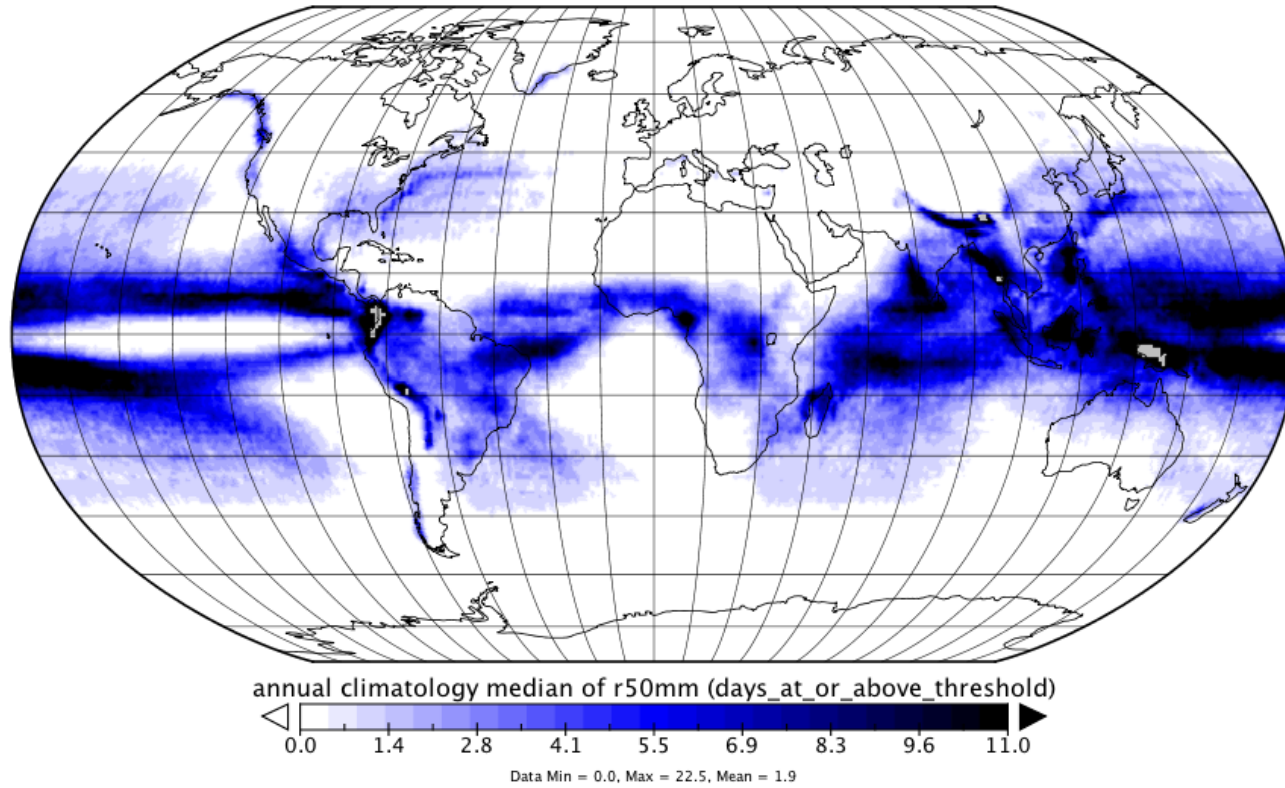 annual climatology median of r50mm (days_at_or_above_threshold)
0.0 1.4 2.8 4.1 5.5 6.9 8.3 9.6 11.0
Data Min = 0.0, Max = 22.5, Mean = 1.9